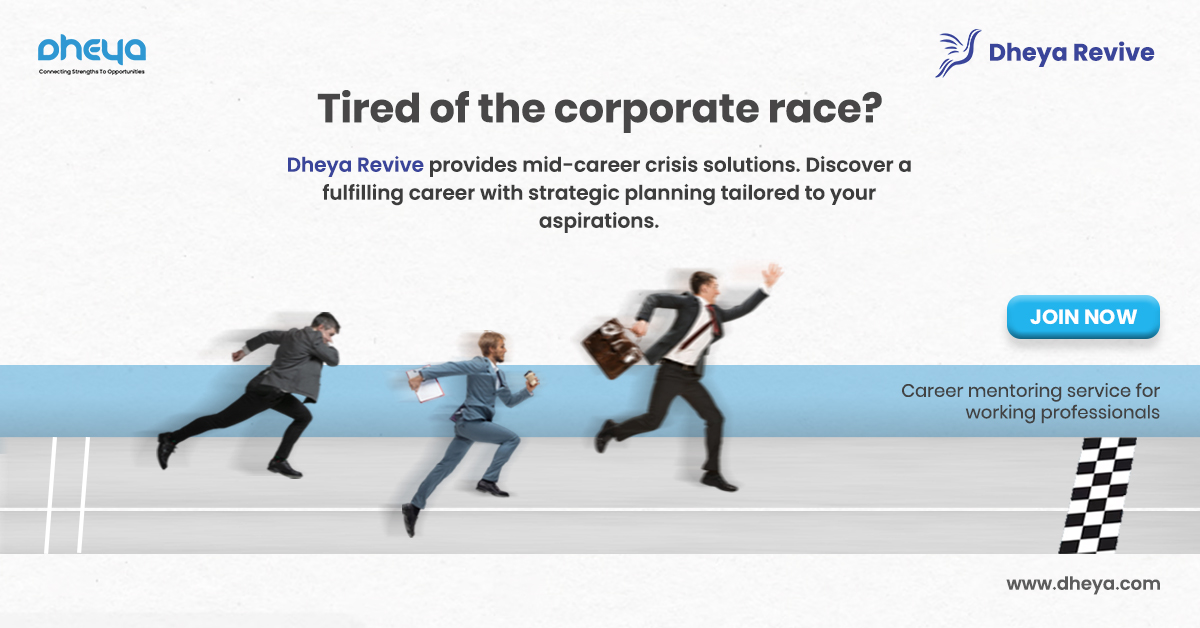 Dheya
Connecting Strengths To Opportunities
Dheya Revive
Tired of the corporate race?
Dheya Revive provides mid-career crisis solutions. Discover a
fulfilling career with strategic planning tailored to your
aspirations.
JOIN NOW
Career mentoring service for
working professionals
www.dheya.com